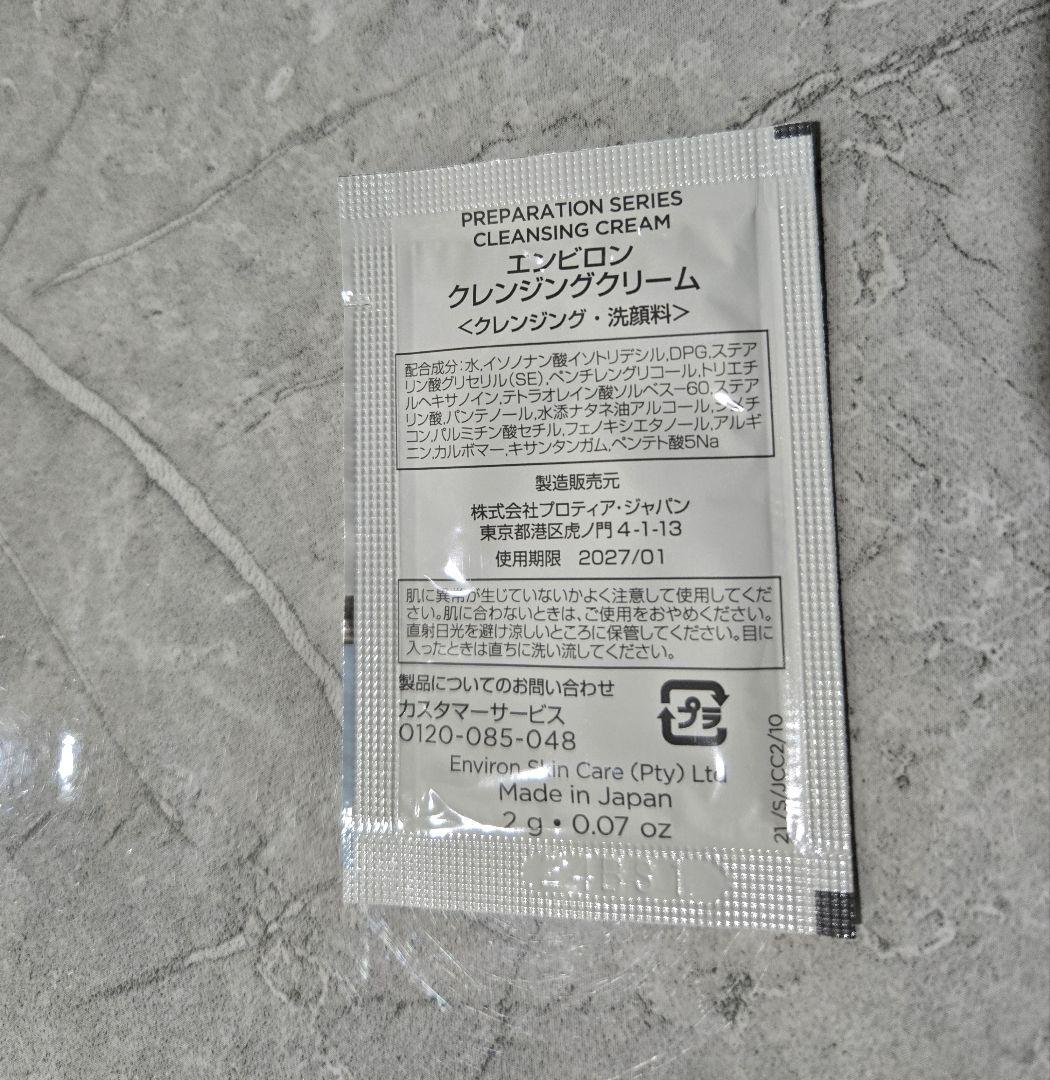 PREPARATION SERIES
CLEANSING CREAM
エンビロン
クレンジングクリーム
<クレンジング・洗顔料>
配合成分:水,イソノナン酸イソトリデシル,DPG,ステア
リン酸グリセリル(SE),ペンチレングリコール,トリエチ
ルヘキサノイン,テトラオレイン酸ソルベス-60,ステア
リン酸,パンテノール,水添ナタネ油アルコール,ジメチ
コン,パルミチン酸セチル,フェノキシエタノール,アルギ
ニン,カルボマー,キサンタンガム,ペンテト酸5Na
製造販売元
株式会社プロティア・ジャパン
東京都港区虎ノ門 4-1-13
使用期限 2027/01
肌に異常が生じていないかよく注意して使用してくだ
さい。肌に合わないときは、ご使用をおやめください。
直射日光を避け涼しいところに保管してください。目に
入ったときは直ちに洗い流してください。
製品についてのお問い合わせ
カスタマーサービス
0120-085-048
プラ
Environ Skin Care (Pty) Ltd
Made in Japan
2 g • 0.07 oz
21/S/JCC2/10